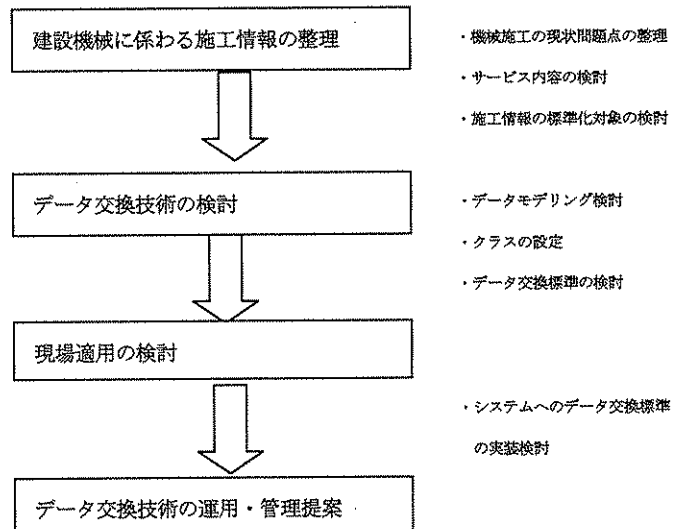 建設機械に係わる施工情報の整理
・機械施工の現状問題点の整理
・サービス内容の検討
・施工情報の標準化対象の検討
データ交換技術の検討
・データモデリング検討
・クラスの設定
・データ交換標準の検討
現場適用の検討
・システムへのデータ交換標準
の実装検討
データ交換技術の運用・管理提案